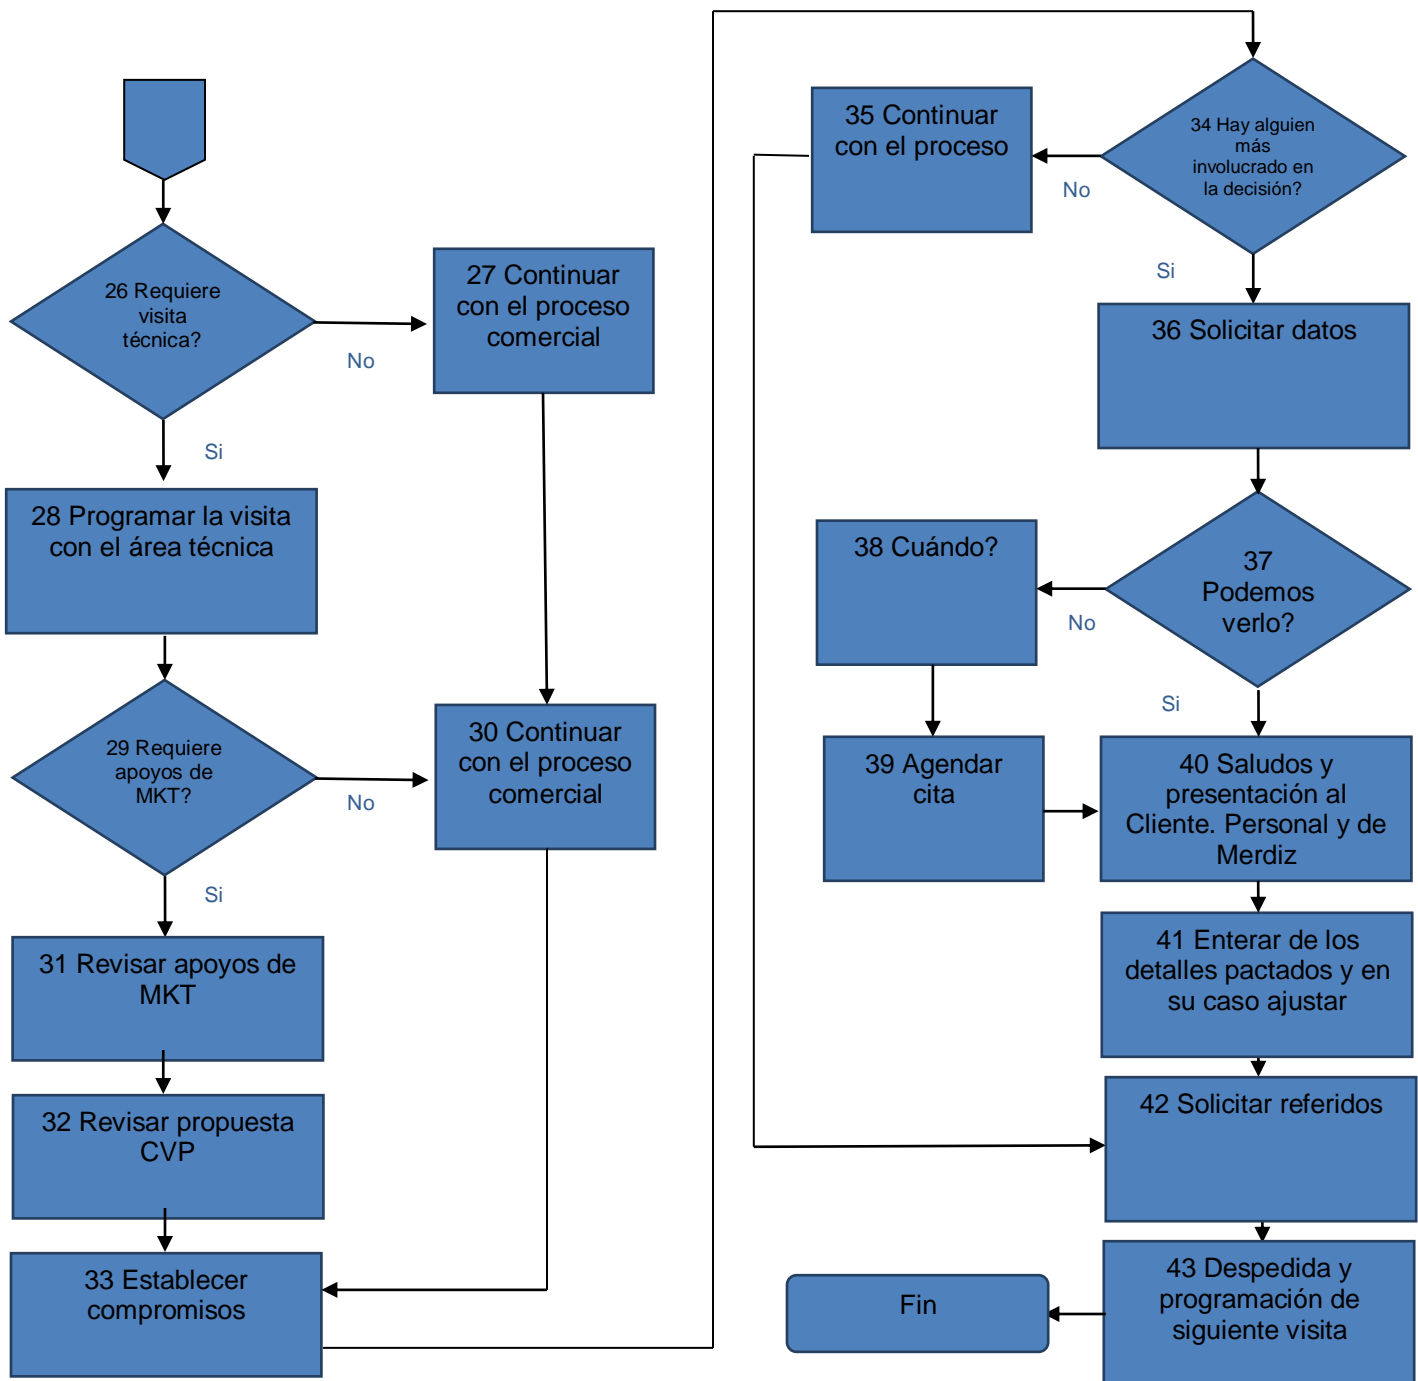 26 Requiere
visita
técnica?
No
27 Continuar
con el proceso
comercial
Si
28 Programar la visita
con el área técnica
29 Requiere
apoyos de
MKT?
No
30 Continuar
con el proceso
comercial
Si
31 Revisar apoyos de
MKT
32 Revisar propuesta
CVP
33 Establecer
compromisos
34 Hay alguien
más
involucrado en
la decisión?
No
35 Continuar
con el proceso
Si
36 Solicitar datos
37
Podemos
verlo?
No
38 Cuándo?
39 Agendar
cita
Si
40 Saludos y
presentación al
Cliente. Personal y de
Merdiz
41 Enterar de los
detalles pactados y en
su caso ajustar
42 Solicitar referidos
43 Despedida y
programación de
siguiente visita
Fin